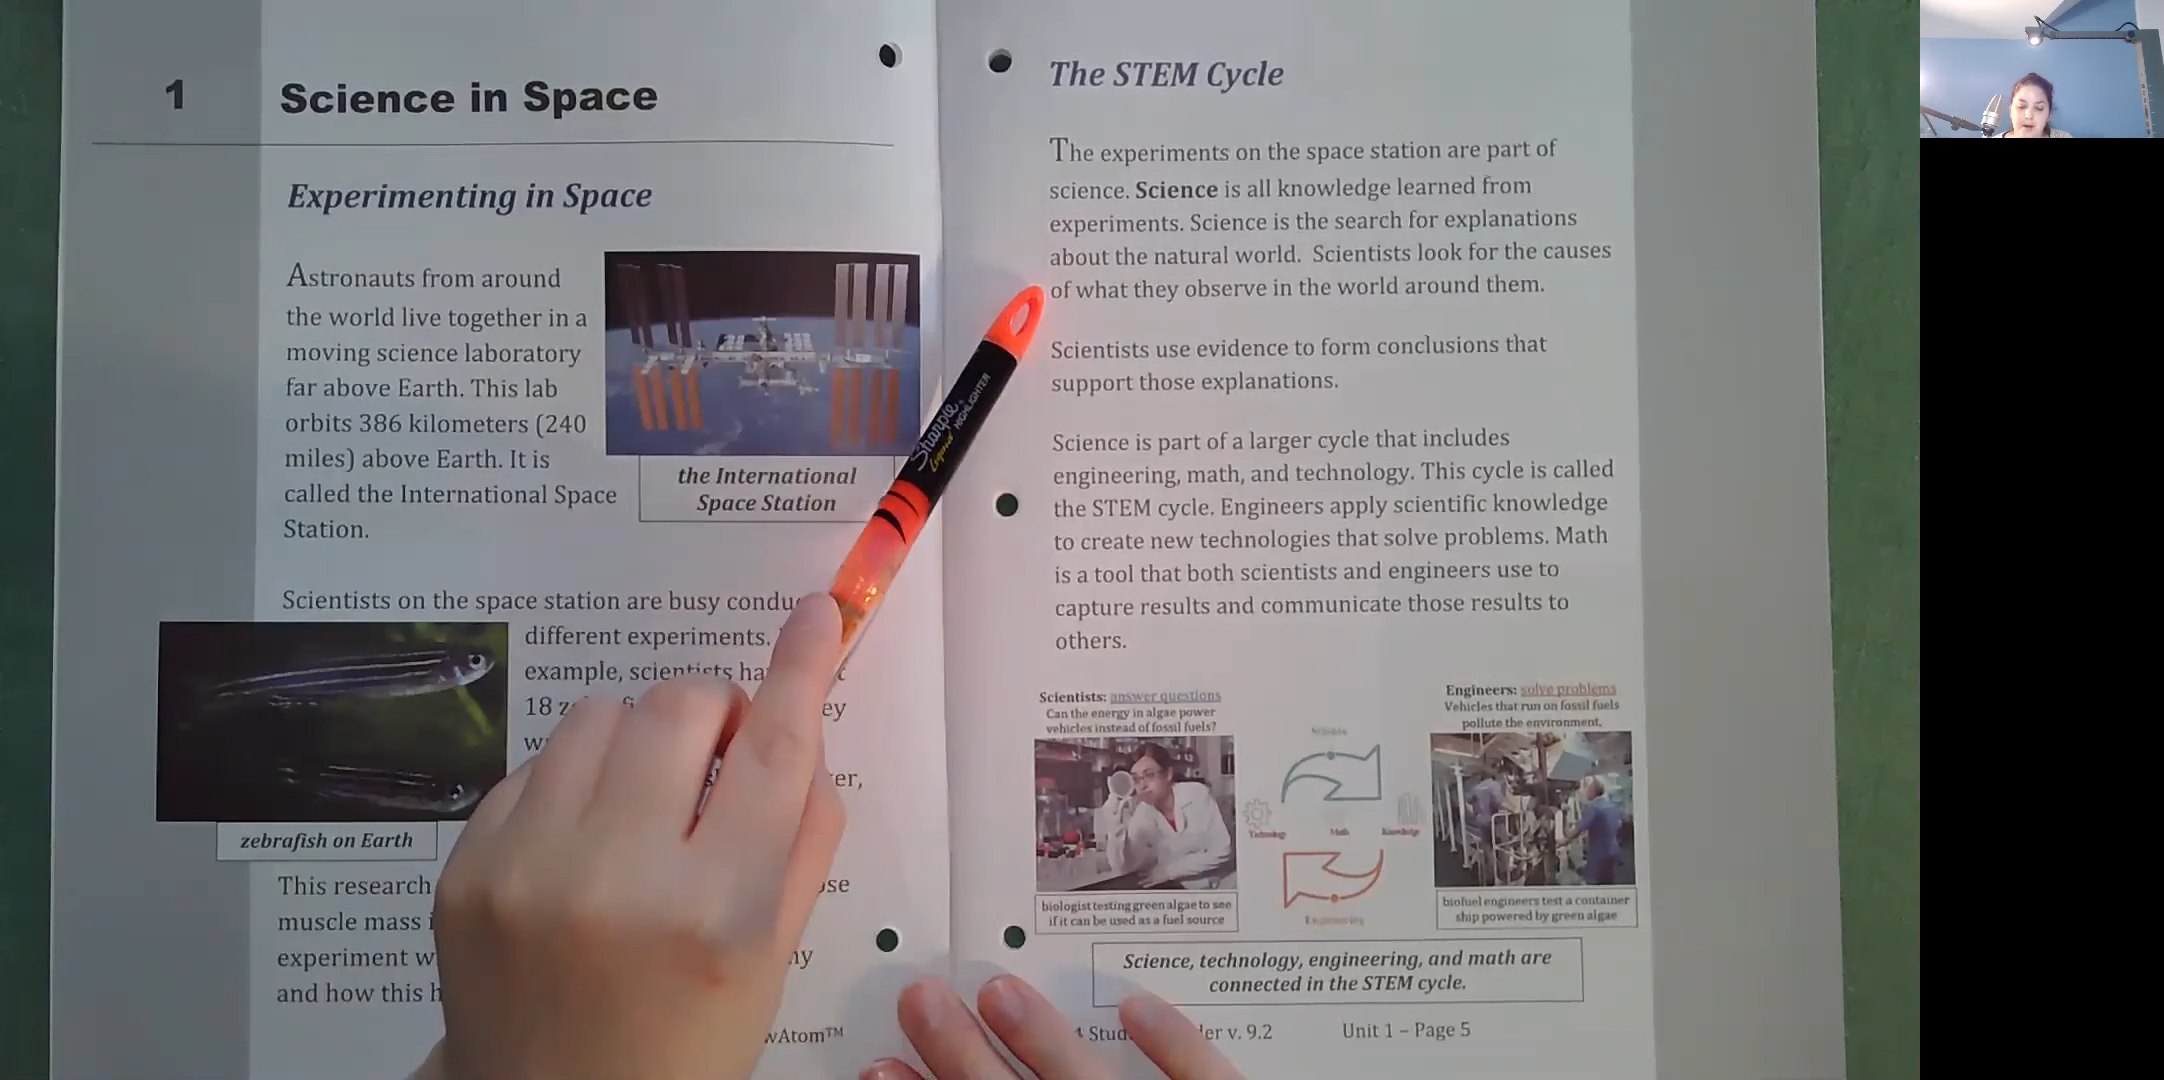 1 Science in Space
Experimenting in Space
Astronauts from around
the world live together in a
moving science laboratory
far above Earth. This lab
orbits 386 kilometers (240
miles) above Earth. It is
called the International Space
Station.
the International
Space Station
Scientists on the space station are busy
different experiments.
example, scientists
18
zebrafish on Earth
This research
muscle mass
experiment
and how this
The STEM Cycle
The experiments on the space station are part of
science. Science is all knowledge learned from
experiments. Science is the search for explanations
about the natural world. Scientists look for the causes
of what they observe in the world around them.
Scientists use evidence to form conclusions that
support those explanations.
Science is part of a larger cycle that includes
engineering, math, and technology. This cycle is called
the STEM cycle. Engineers apply scientific knowledge
to create new technologies that solve problems. Math
is a tool that both scientists and engineers use to
capture results and communicate those results to
others.
Scientists: answer questions
Can the energy in algae power
vehicles instead of fossil fuels?
Engineers: solve problems
Vehicles that run on fossil fuels
pollute the environment.
Science
Technology Math Knowledge
Engineering
biologist testing green algae to see
if it can be used as a fuel source
biofuel engineers test a container
ship powered by green algae
Science, technology, engineering, and math are
connected in the STEM cycle.
v. 9.2 Unit 1 – Page 5
Sharpie
Liquid HIGHLIGHTER